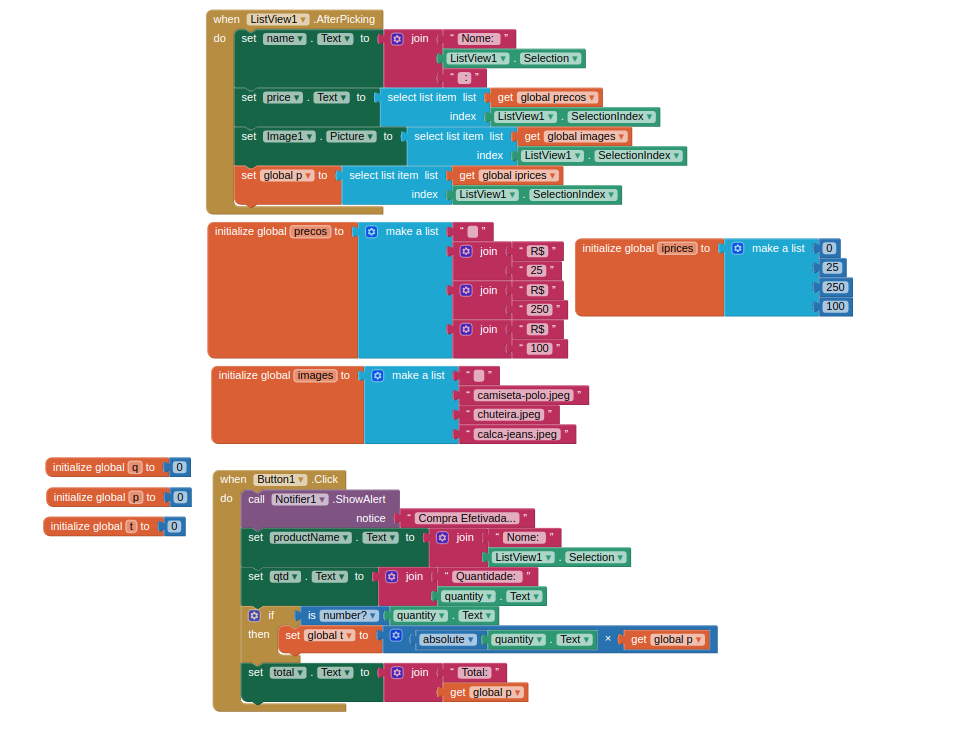 when ListView1 .AfterPicking
do set name . Text to join " Nome: "
ListView1 . Selection
" : "
set price . Text to select list item list get global precos
index ListView1 . SelectionIndex
set Image1 . Picture to select list item list get global images
index ListView1 . SelectionIndex
set global p to select list item list get global iprices
index ListView1 . SelectionIndex
initialize global precos to make a list " "
join " R$ "
" 25 "
join " R$ "
" 250 "
join " R$ "
" 100 "
initialize global iprices to make a list 0
25
250
100
initialize global images to make a list " "
" camiseta-polo.jpeg "
" chuteira.jpeg "
" calca-jeans.jpeg "
initialize global q to 0
initialize global p to 0
initialize global t to 0
when Button1 .Click
do call Notifier1 .ShowAlert
notice " Compra Efetivada... "
set productName . Text to join " Nome: "
ListView1 . Selection
set qtd . Text to join " Quantidade: "
quantity . Text
if is number? quantity . Text
then set global t to absolute quantity . Text × get global p
set total . Text to join " Total: "
get global p